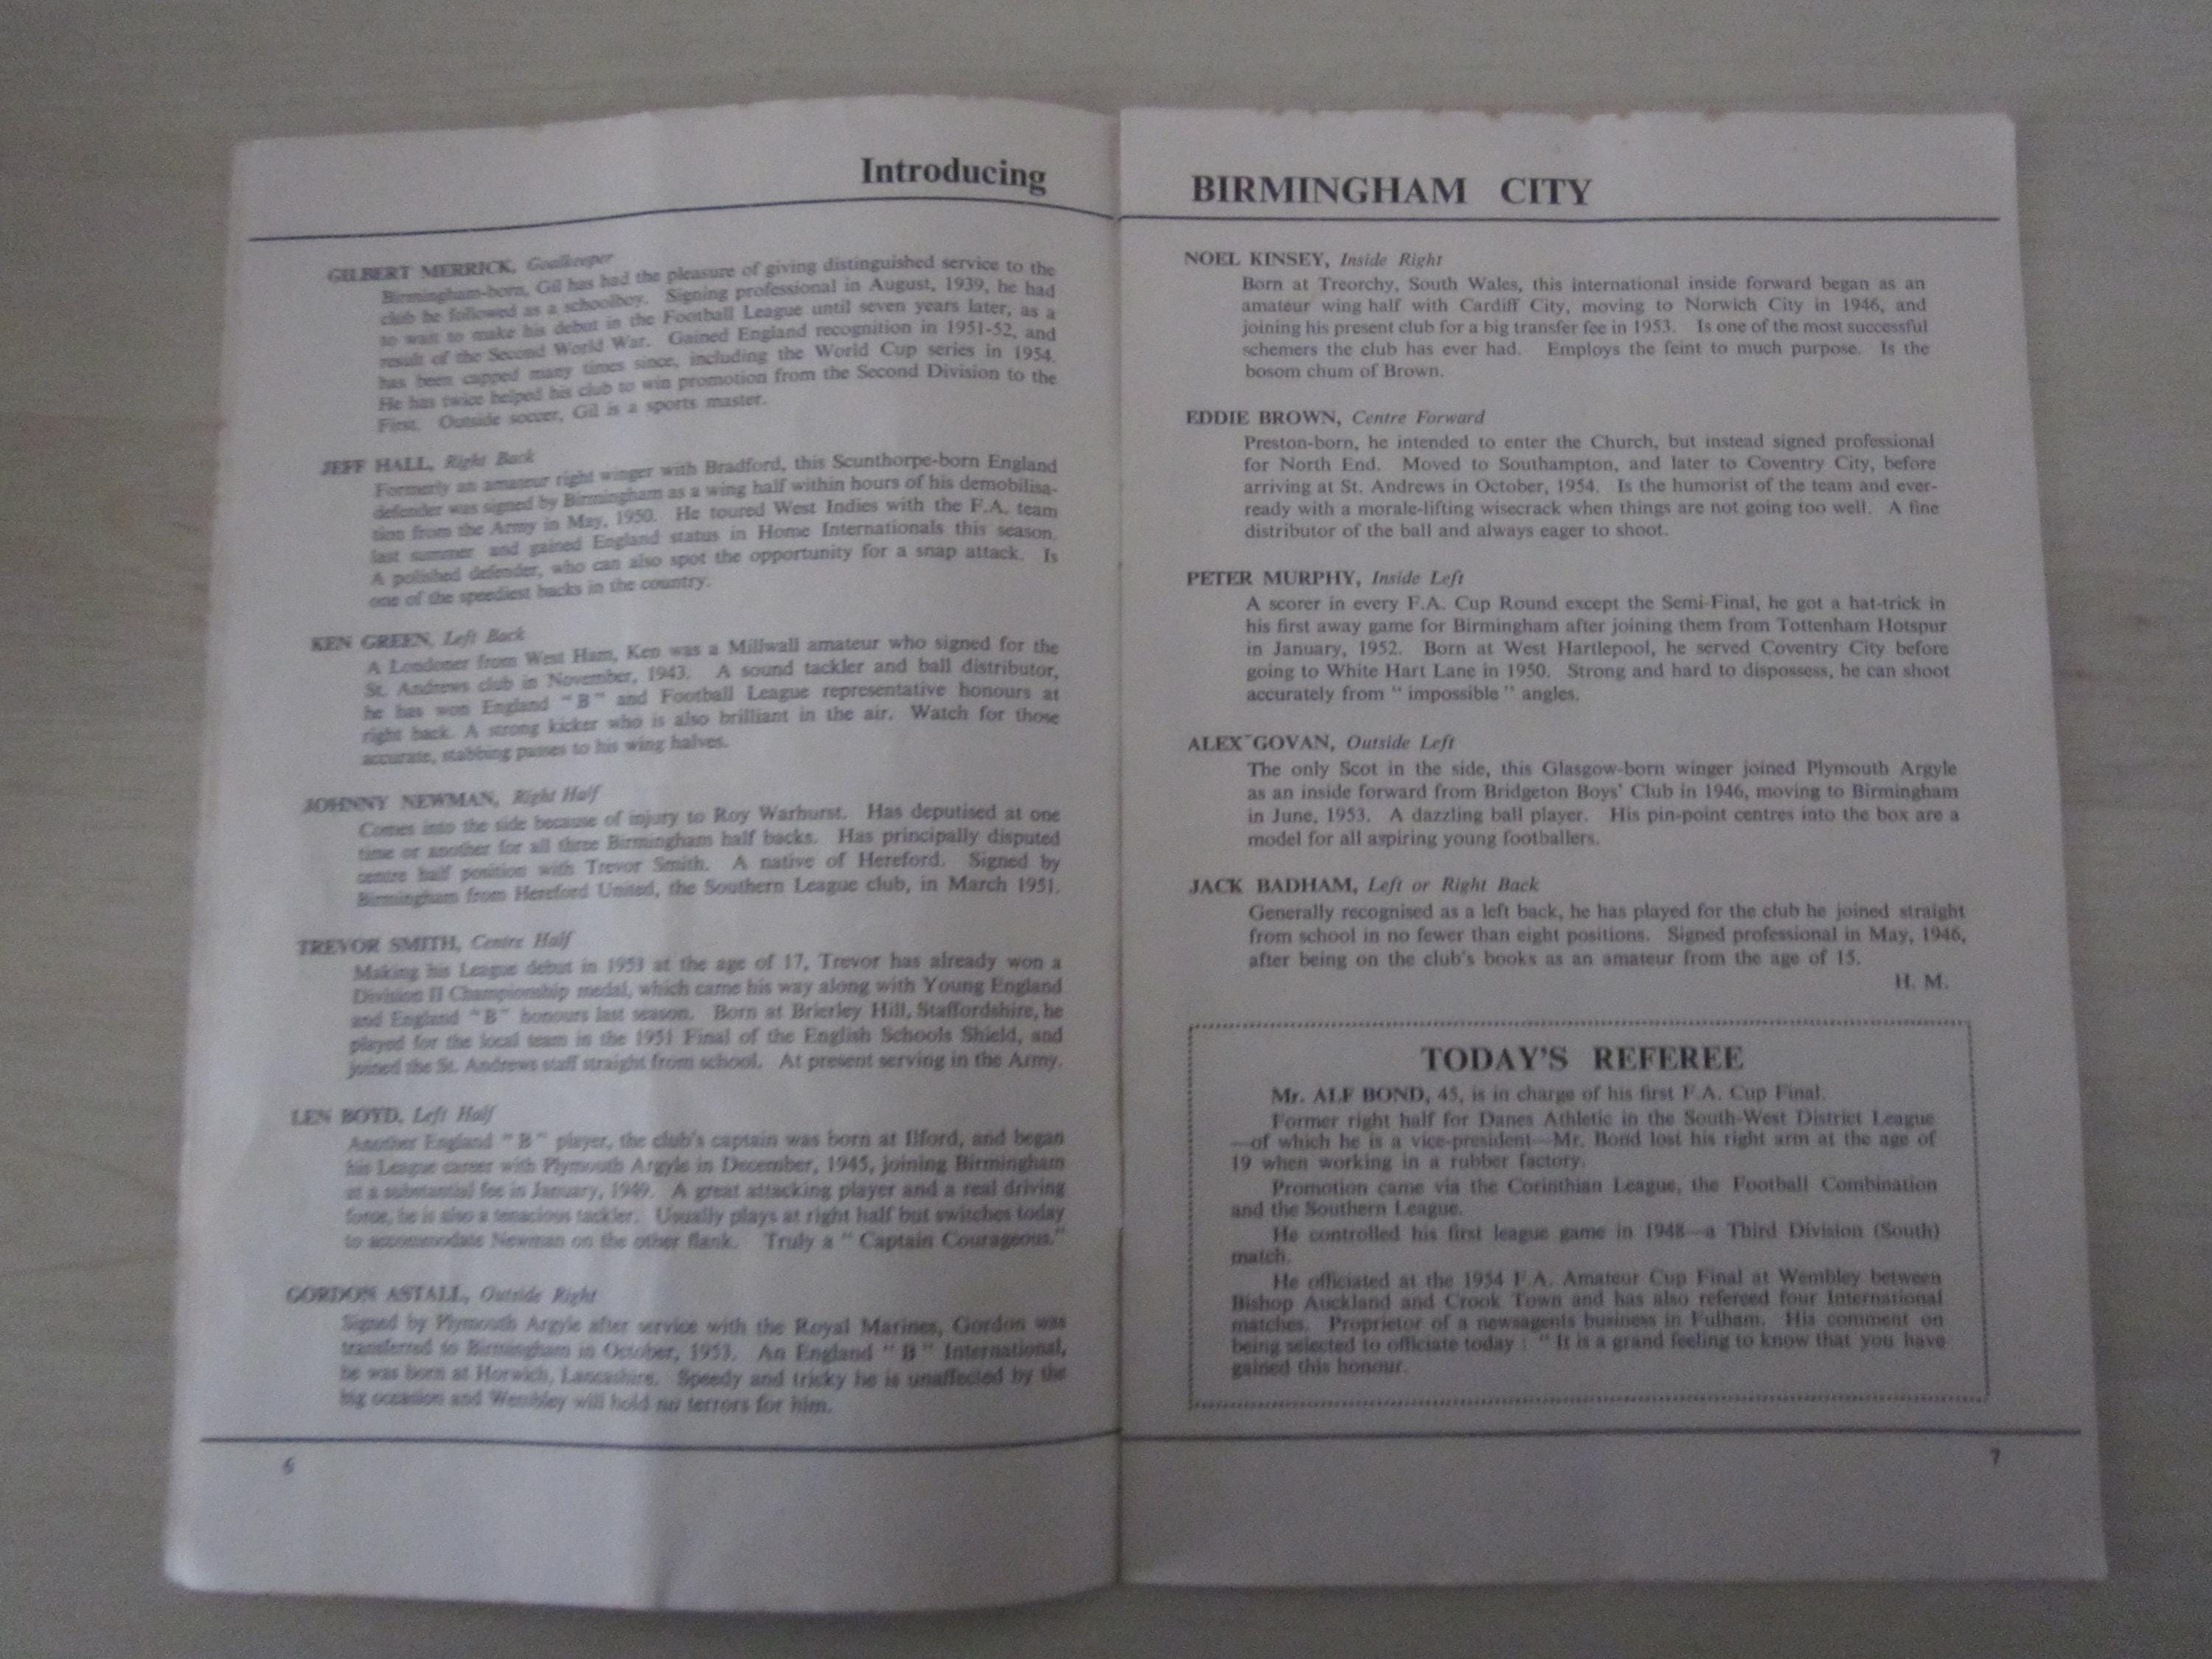 Introducing
GILBERT MERRICK, Goalkeeper
Birmingham-born, Gil has had the pleasure of giving distinguished service to the
club he followed as a schoolboy. Signing professional in August, 1939, he had
to wait to make his debut in the Football League until seven years later, as a
result of the Second World War. Gained England recognition in 1951-52, and
has been capped many times since, including the World Cup series in 1954.
He has twice helped his club to win promotion from the Second Division to the
First. Outside soccer, Gil is a sports master.
JEFF HALL, Right Back
Formerly an amateur right winger with Bradford, this Scunthorpe-born England
defender was signed by Birmingham as a wing half within hours of his demobilisa-
tion from the Army in May, 1950. He toured West Indies with the F.A. team
last summer and gained England status in Home Internationals this season.
A polished defender, who can also spot the opportunity for a snap attack. Is
one of the speediest backs in the country.
KEN GREEN, Left Back
A Londoner from West Ham, Ken was a Millwall amateur who signed for the
St. Andrews club in November, 1943. A sound tackler and ball distributor,
he has won England "B" and Football League representative honours at
right back. A strong kicker who is also brilliant in the air. Watch for those
accurate, stabbing passes to his wing halves.
JOHNNY NEWMAN, Right Half
Comes into the side because of injury to Roy Warhurst. Has deputised at one
time or another for all three Birmingham half backs. Has principally disputed
centre half position with Trevor Smith. A native of Hereford. Signed by
Birmingham from Hereford United, the Southern League club, in March 1951.
TREVOR SMITH, Centre Half
Making his League debut in 1953 at the age of 17, Trevor has already won a
Division II Championship medal, which came his way along with Young England
and England "B" honours last season. Born at Brierley Hill, Staffordshire, he
played for the local team in the 1951 Final of the English Schools Shield, and
joined the St. Andrews staff straight from school. At present serving in the Army.
LEN BOYD, Left Half
Another England "B" player, the club's captain was born at Ilford, and began
his League career with Plymouth Argyle in December, 1945, joining Birmingham
at a substantial fee in January, 1949. A great attacking player and a real driving
force, he is also a tenacious tackler. Usually plays at right half but switches today
to accommodate Newman on the other flank. Truly a "Captain Courageous."
GORDON ASTALL, Outside Right
Signed by Plymouth Argyle after service with the Royal Marines, Gordon was
transferred to Birmingham in October, 1953. An England "B" International,
he was born at Horwich, Lancashire. Speedy and tricky he is unaffected by the
big occasion and Wembley will hold no terrors for him.
6
BIRMINGHAM CITY
NOEL KINSEY, Inside Right
Born at Treorchy, South Wales, this international inside forward began as an
amateur wing half with Cardiff City, moving to Norwich City in 1946, and
joining his present club for a big transfer fee in 1953. Is one of the most successful
schemers the club has ever had. Employs the feint to much purpose. Is the
bosom chum of Brown.
EDDIE BROWN, Centre Forward
Preston-born, he intended to enter the Church, but instead signed professional
for North End. Moved to Southampton, and later to Coventry City, before
arriving at St. Andrews in October, 1954. Is the humorist of the team and ever-
ready with a morale-lifting wisecrack when things are not going too well. A fine
distributor of the ball and always eager to shoot.
PETER MURPHY, Inside Left
A scorer in every F.A. Cup Round except the Semi-Final, he got a hat-trick in
his first away game for Birmingham after joining them from Tottenham Hotspur
in January, 1952. Born at West Hartlepool, he served Coventry City before
going to White Hart Lane in 1950. Strong and hard to dispossess, he can shoot
accurately from "impossible" angles.
ALEX GOVAN, Outside Left
The only Scot in the side, this Glasgow-born winger joined Plymouth Argyle
as an inside forward from Bridgeton Boys' Club in 1946, moving to Birmingham
in June, 1953. A dazzling ball player. His pin-point centres into the box are a
model for all aspiring young footballers.
JACK BADHAM, Left or Right Back
Generally recognised as a left back, he has played for the club he joined straight
from school in no fewer than eight positions. Signed professional in May, 1946,
after being on the club's books as an amateur from the age of 15.
H. M.
TODAY'S REFEREE
Mr. ALF BOND, 45, is in charge of his first F.A. Cup Final.
Former right half for Danes Athletic in the South-West District League
—of which he is a vice-president—Mr. Bond lost his right arm at the age of
19 when working in a rubber factory.
Promotion came via the Corinthian League, the Football Combination
and the Southern League.
He controlled his first league game in 1948—a Third Division (South)
match.
He officiated at the 1954 F.A. Amateur Cup Final at Wembley between
Bishop Auckland and Crook Town and has also refereed four International
matches. Proprietor of a newsagents business in Fulham. His comment on
being selected to officiate today : "It is a grand feeling to know that you have
gained this honour.
7